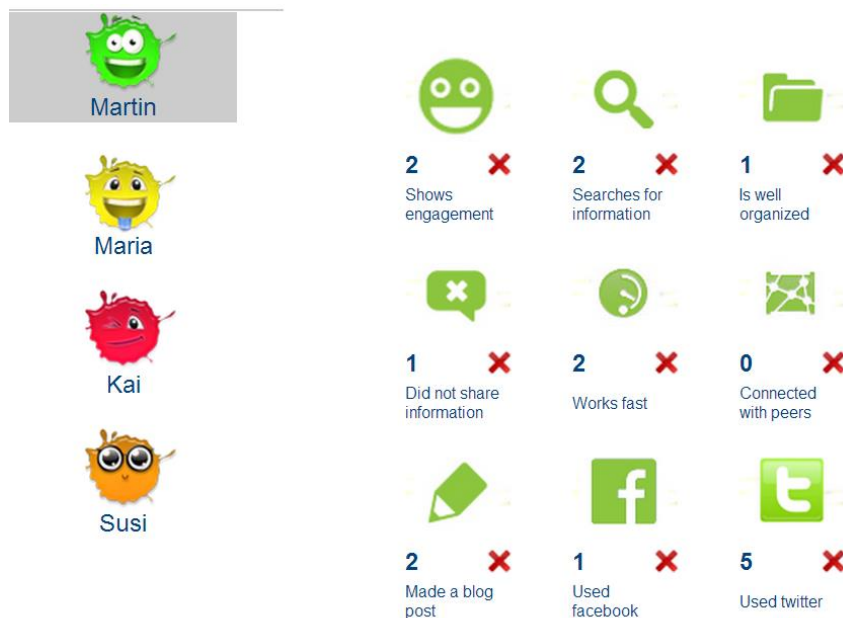 Martin
Maria
Kai
Susi
2
Shows
engagement
2
Searches for
information
1
Is well
organized
1
Did not share
information
2
Works fast
0
Connected
with peers
2
Made a blog
post
1
Used
facebook
5
Used twitter